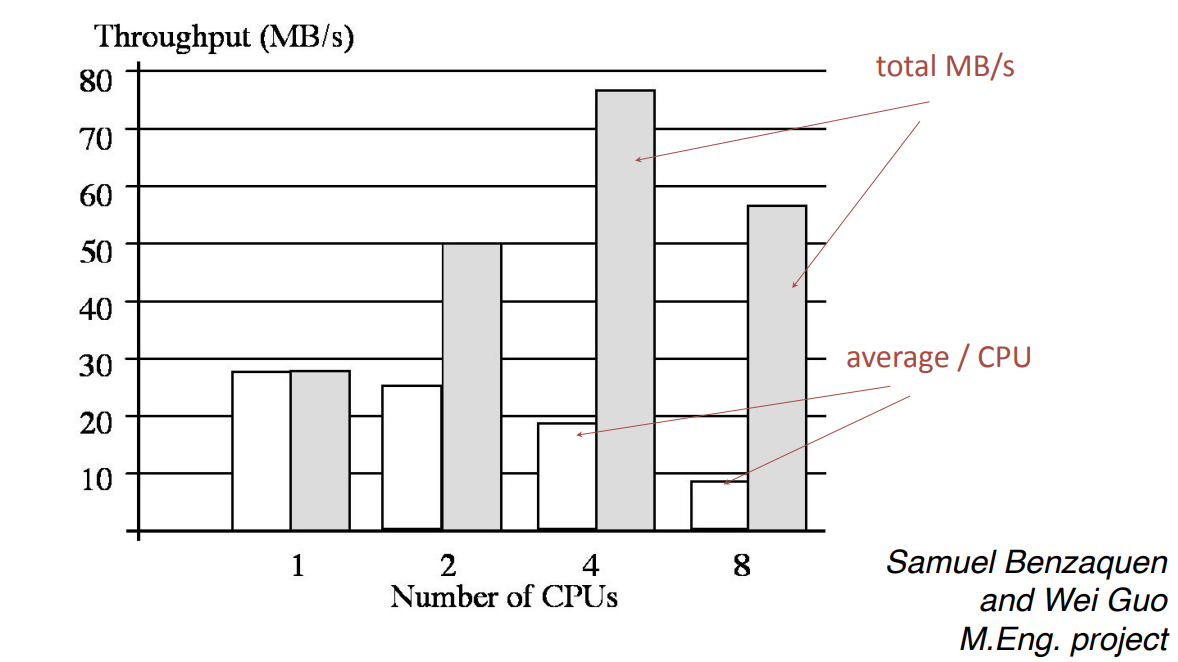 Throughput (MB/s)
total MB/s
80
70
60
50
40
30
20
10
average / CPU
1 2 4 8
Number of CPUs
Samuel Benzaquen
and Wei Guo
M.Eng. project